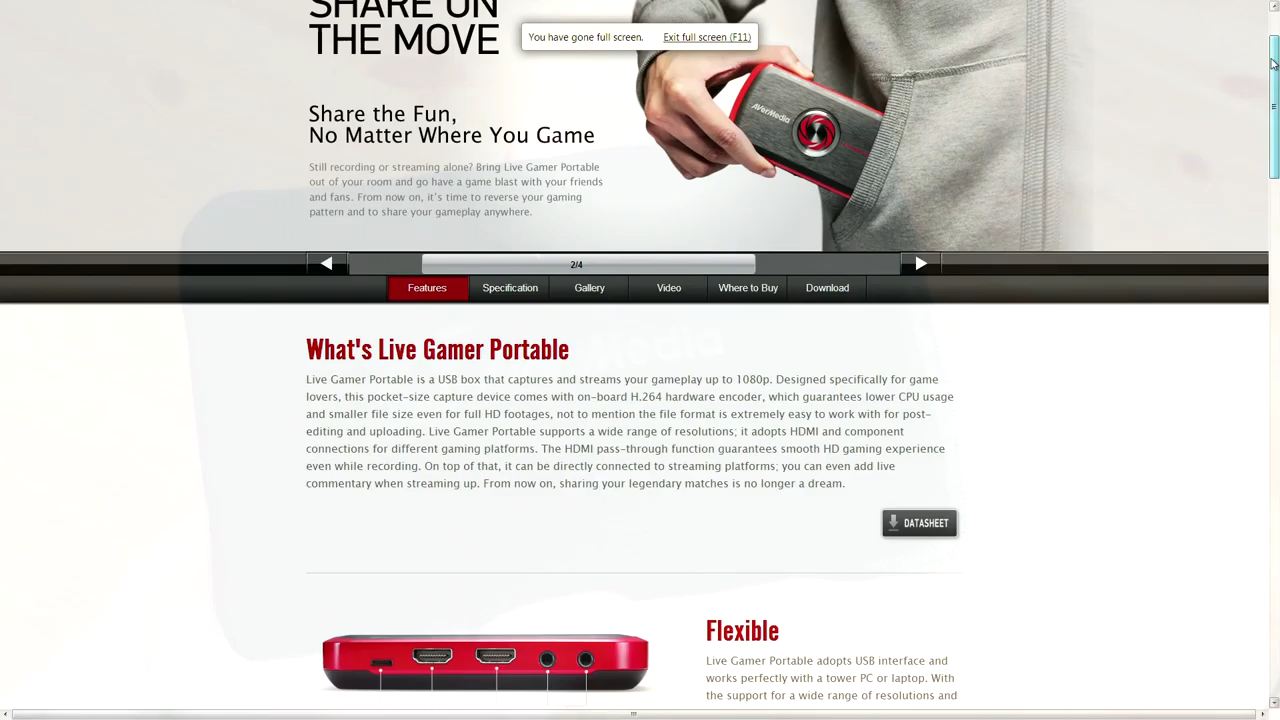 SHARE ON
THE MOVE
You have gone full screen. Exit full screen (F11)
AVerMedia
Share the Fun,
No Matter Where You Game
Still recording or streaming alone? Bring Live Gamer Portable
out of your room and go have a game blast with your friends
and fans. From now on, it's time to reverse your gaming
pattern and to share your gameplay anywhere.
2/4
Features Specification Gallery Video Where to Buy Download
What's Live Gamer Portable
Live Gamer Portable is a USB box that captures and streams your gameplay up to 1080p. Designed specifically for game
lovers, this pocket-size capture device comes with on-board H.264 hardware encoder, which guarantees lower CPU usage
and smaller file size even for full HD footages, not to mention the file format is extremely easy to work with for post-
editing and uploading. Live Gamer Portable supports a wide range of resolutions; it adopts HDMI and component
connections for different gaming platforms. The HDMI pass-through function guarantees smooth HD gaming experience
even while recording. On top of that, it can be directly connected to streaming platforms; you can even add live
commentary when streaming up. From now on, sharing your legendary matches is no longer a dream.
DATASHEET
Flexible
Live Gamer Portable adopts USB interface and
works perfectly with a tower PC or laptop. With
the support for a wide range of resolutions and